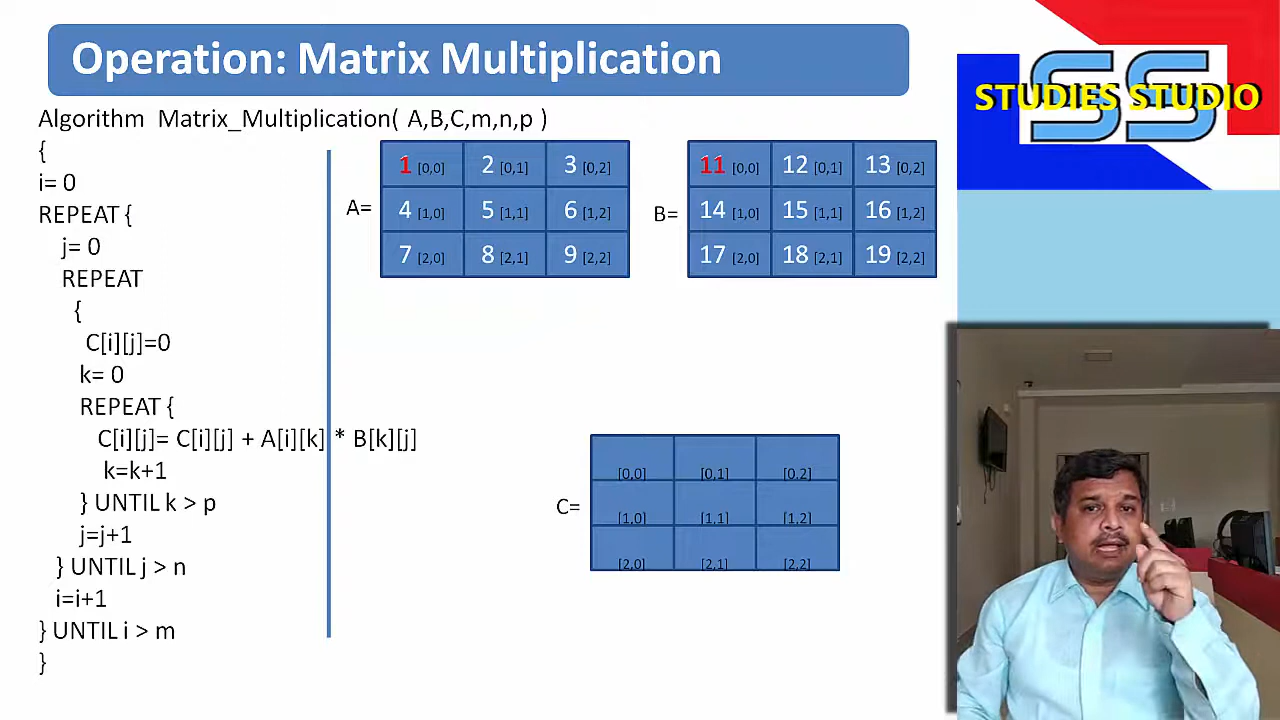 Operation: Matrix Multiplication
SS
STUDIES STUDIO
Algorithm Matrix_Multiplication( A,B,C,m,n,p )
{
i= 0
REPEAT {
j= 0
REPEAT
{
C[i][j]=0
k= 0
REPEAT {
C[i][j]= C[i][j] + A[i][k] * B[k][j]
k=k+1
} UNTIL k > p
j=j+1
} UNTIL j > n
i=i+1
} UNTIL i > m
}
A=
1 [0,0] 2 [0,1] 3 [0,2]
4 [1,0] 5 [1,1] 6 [1,2]
7 [2,0] 8 [2,1] 9 [2,2]
B=
11 [0,0] 12 [0,1] 13 [0,2]
14 [1,0] 15 [1,1] 16 [1,2]
17 [2,0] 18 [2,1] 19 [2,2]
C=
[0,0] [0,1] [0.2]
[1,0] [1,1] [1,2]
[2,0] [2,1] [2,2]